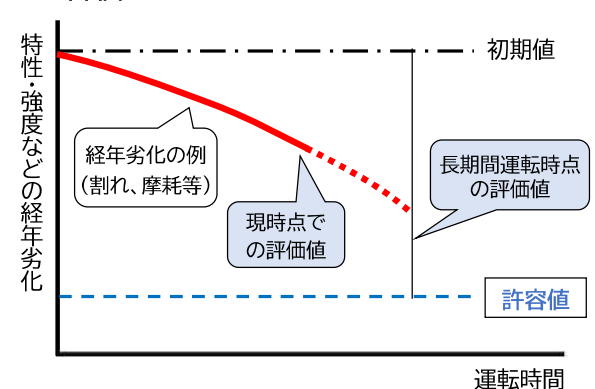 初期値
特性・強度などの経年劣化
経年劣化の例
（割れ、摩耗等）
長期間運転時点
の評価値
現時点で
の評価値
許容値
運転時間